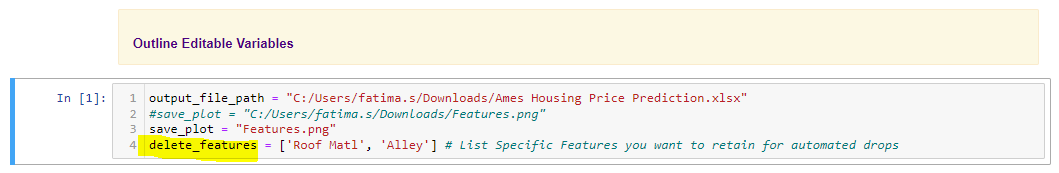 Outline Editable Variables
In [1]:
1 output_file_path = "C:/Users/fatima.s/Downloads/Ames Housing Price Prediction.xlsx"
2 #save_plot = "C:/Users/fatima.s/Downloads/Features.png"
3 save_plot = "Features.png"
4 delete_features = ['Roof Matl', 'Alley'] # List Specific Features you want to retain for automated drops